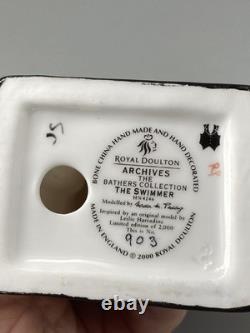 BONE CHINA HAND MADE AND HAND DECORATED
ROYAL DOULTON
ARCHIVES
THE
BATHERS COLLECTION
THE SWIMMER
HN4246
Modelled by
Inspired by an original model by
Leslie Harradine
Limited edition of 2,000
This is No.
903
MADE IN ENGLAND © 2000 ROYAL DOULTON